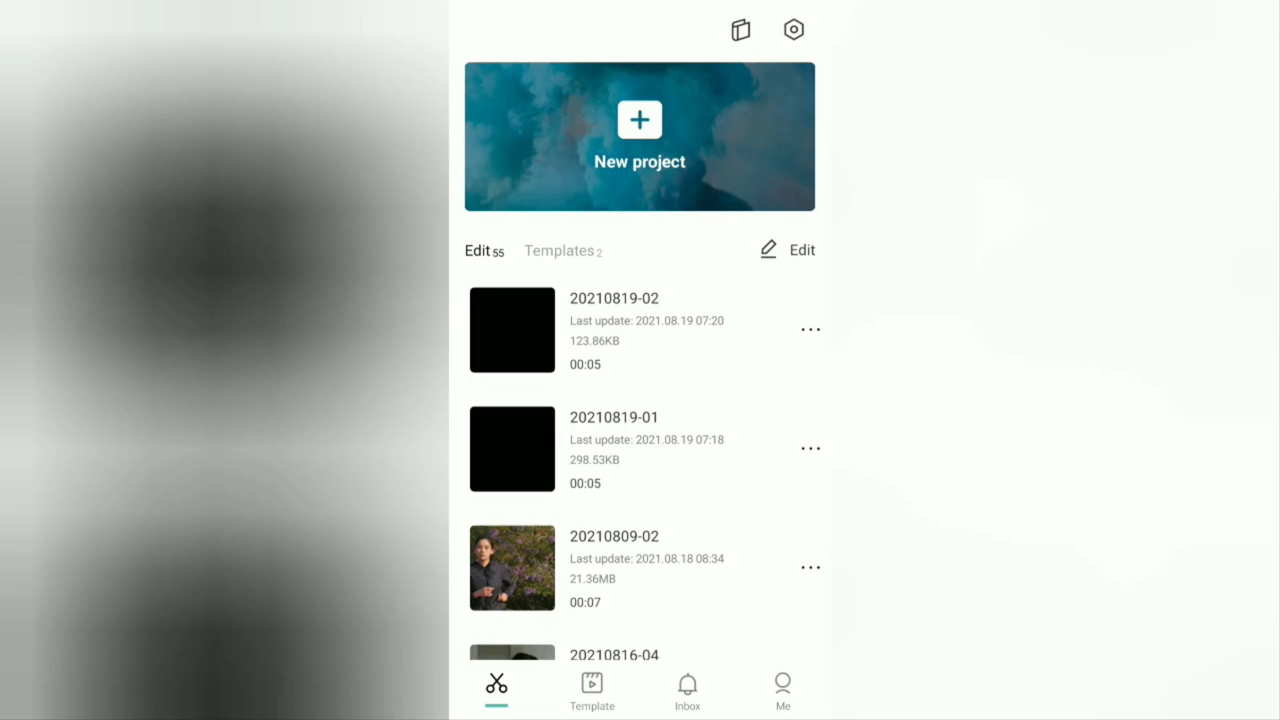 New project
Edit 55 Templates 2 Edit
20210819-02
Last update: 2021.08.19 07:20
123.86KB
00:05
20210819-01
Last update: 2021.08.19 07:18
298.53KB
00:05
20210809-02
Last update: 2021.08.18 08:34
21.36MB
00:07
20210816-04
Template Inbox Me